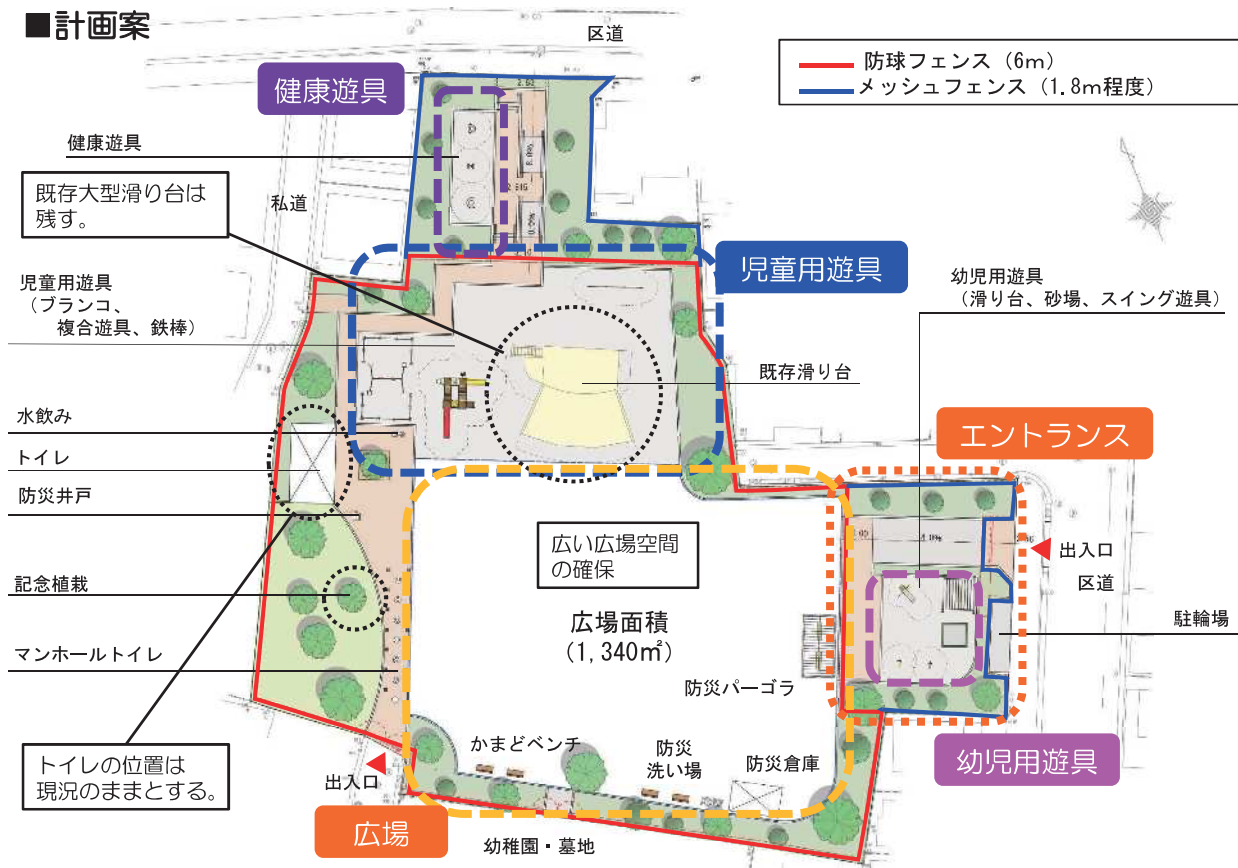 ■計画案
区道
防球フェンス（6m）
メッシュフェンス（1.8m程度）
健康遊具
健康遊具
既存大型滑り台は
残す。
私道
児童用遊具
児童用遊具
（ブランコ、
複合遊具、鉄棒）
幼児用遊具
（滑り台、砂場、スイング遊具）
既存滑り台
水飲み
トイレ
防災井戸
エントランス
広い広場空間
の確保
出入口
区道
記念植栽
広場面積
（1,340㎡）
駐輪場
マンホールトイレ
防災パーゴラ
トイレの位置は
現況のままとする。
出入口
かまどベンチ
防災
洗い場
防災倉庫
幼児用遊具
広場
幼稚園・墓地